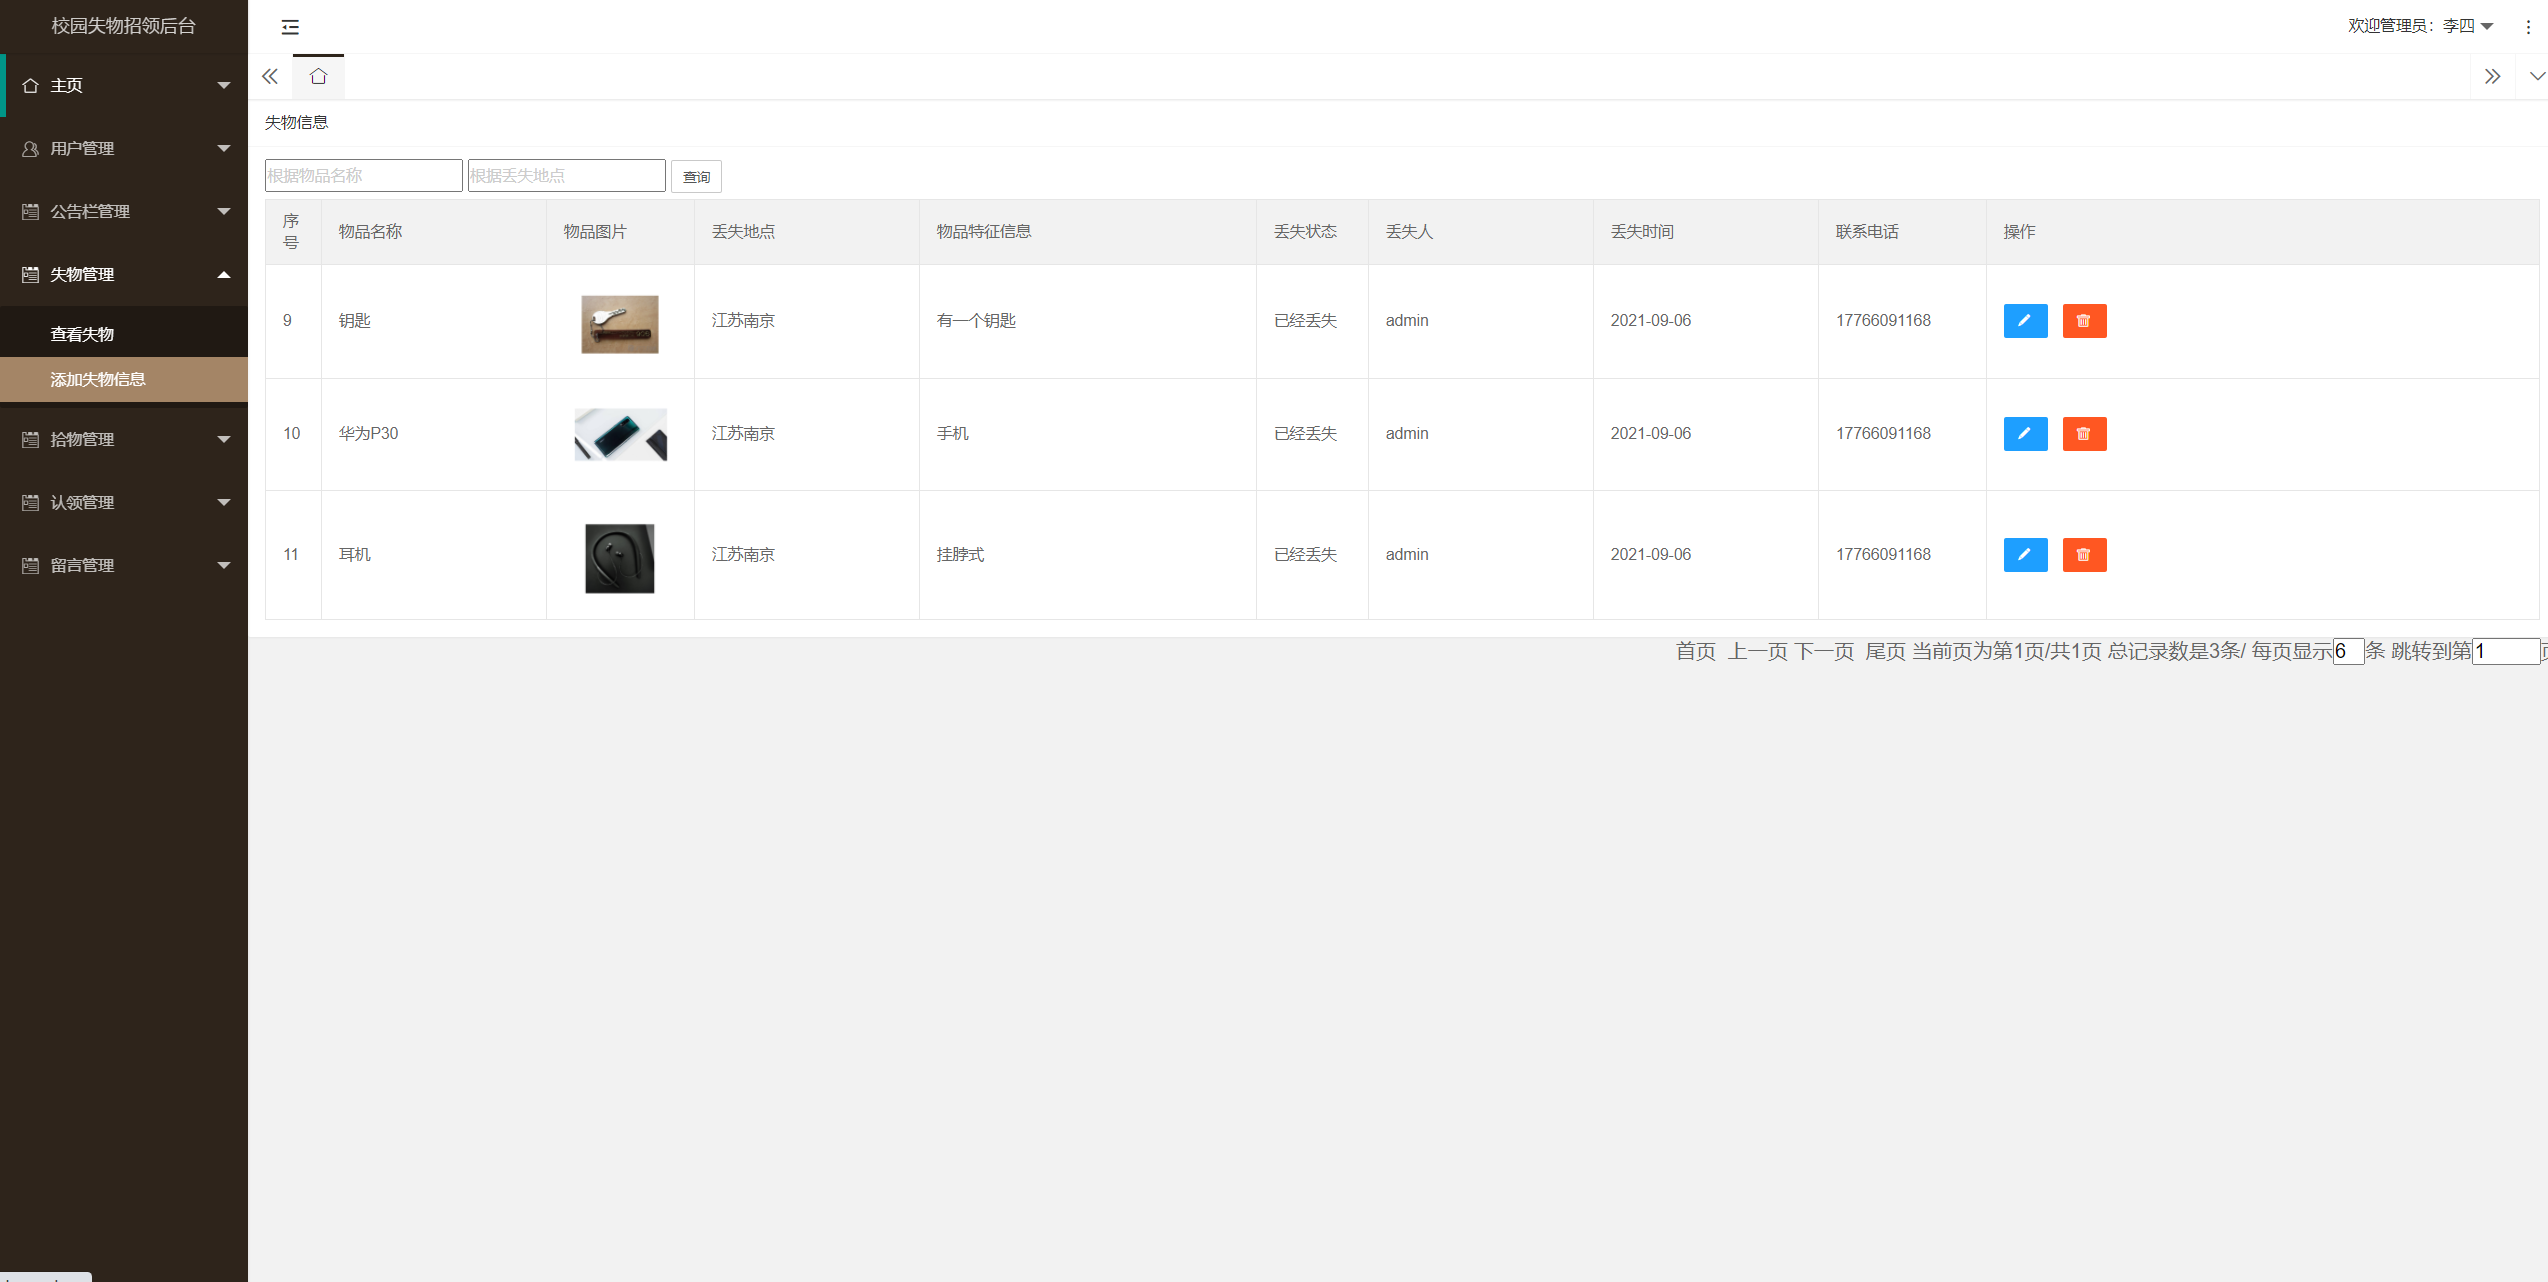 校园失物招领后台
欢迎管理员：李四
主页
用户管理
公告栏管理
失物管理
查看失物
添加失物信息
拾物管理
认领管理
留言管理
失物信息
根据物品名称 根据丢失地点 查询
序号 物品名称 物品图片 丢失地点 物品特征信息 丢失状态 丢失人 丢失时间 联系电话 操作
9 钥匙 江苏南京 有一个钥匙 已经丢失 admin 2021-09-06 17766091168
10 华为P30 江苏南京 手机 已经丢失 admin 2021-09-06 17766091168
11 耳机 江苏南京 挂脖式 已经丢失 admin 2021-09-06 17766091168
首页 上一页 下一页 尾页 当前页为第1页/共1页 总记录数是3条/ 每页显示6条 跳转到第1